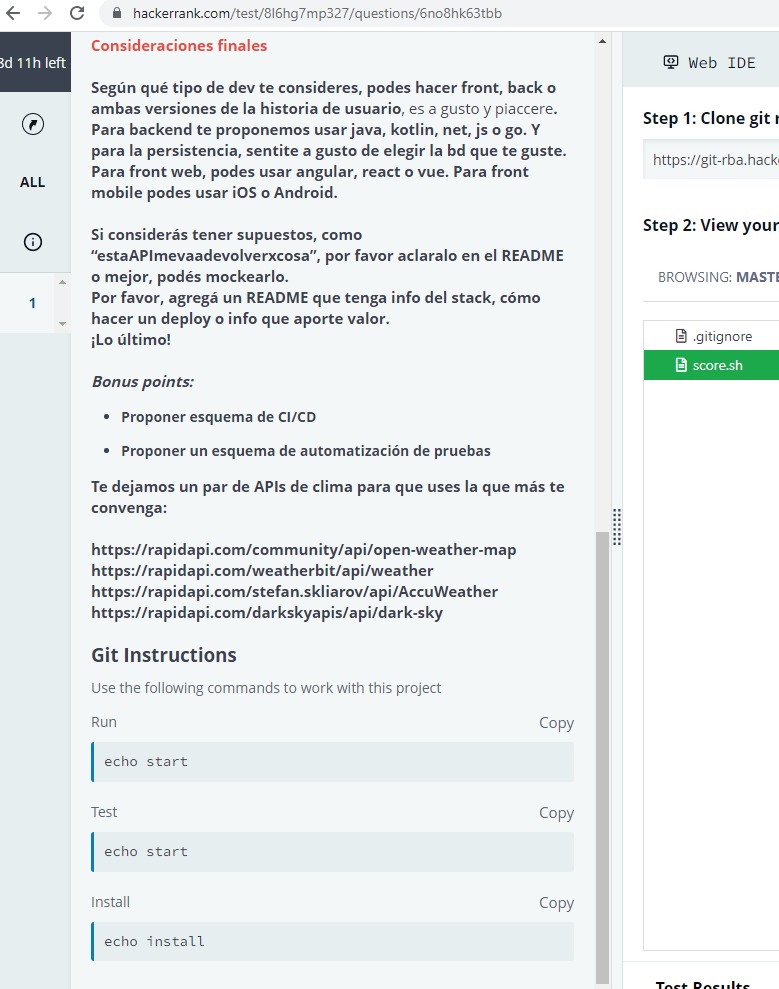 hackerrank.com/test/8l6hg7mp327/questions/6no8hk63tbb
3d 11h left
ALL
1
Consideraciones finales
Según qué tipo de dev te consideres, podes hacer front, back o
ambas versiones de la historia de usuario, es a gusto y piaccere.
Para backend te proponemos usar java, kotlin, net, js o go. Y
para la persistencia, sentite a gusto de elegir la bd que te guste.
Para front web, podes usar angular, react o vue. Para front
mobile podes usar iOS o Android.
Si considerás tener supuestos, como
“estaAPImevaadevolverxcosa”, por favor aclaralo en el README
o mejor, podés mockearlo.
Por favor, agregá un README que tenga info del stack, cómo
hacer un deploy o info que aporte valor.
¡Lo último!
Bonus points:
• Proponer esquema de CI/CD
• Proponer un esquema de automatización de pruebas
Te dejamos un par de APIs de clima para que uses la que más te
convenga:
https://rapidapi.com/community/api/open-weather-map
https://rapidapi.com/weatherbit/api/weather
https://rapidapi.com/stefan.skliarov/api/AccuWeather
https://rapidapi.com/darkskyapis/api/dark-sky
Git Instructions
Use the following commands to work with this project
Run Copy
echo start
Test Copy
echo start
Install Copy
echo install
Web IDE
Step 1: Clone git r
https://git-rba.hacke
Step 2: View your
BROWSING: MASTE
.gitignore
score.sh
Test Results